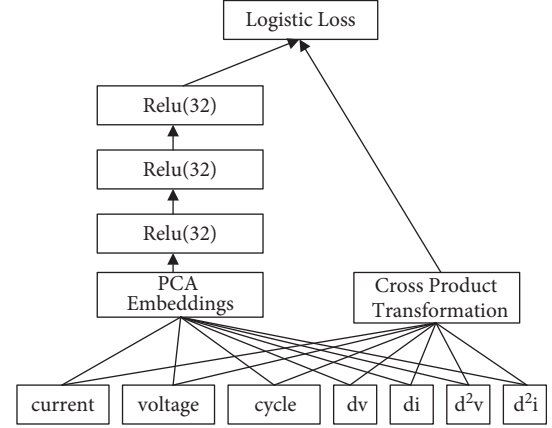 Logistic Loss
Relu(32)
Relu(32)
Relu(32)
PCA
Embeddings
Cross Product
Transformation
current
voltage
cycle
dv
di
d²v
d²i